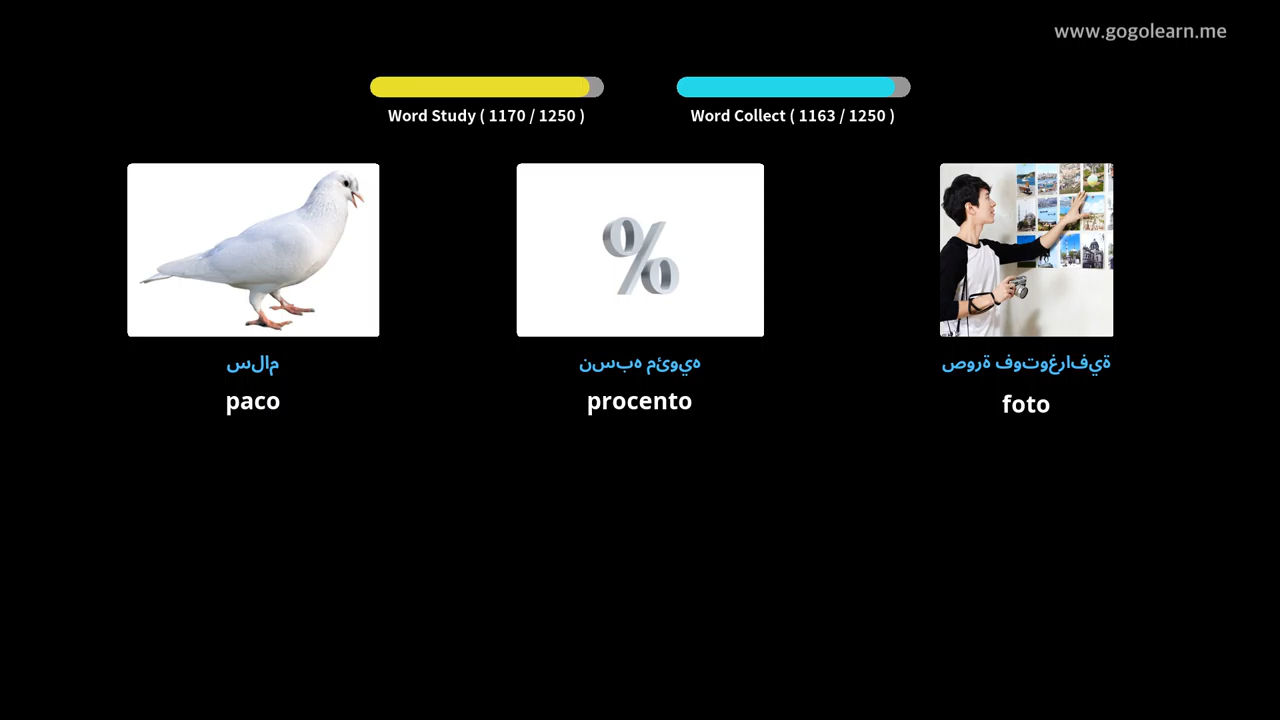 www.gogolearn.me
Word Study ( 1170 / 1250 )
Word Collect ( 1163 / 1250 )
سلام
نسبه مئويه
صورة فوتوغرافية
paco
procento
foto